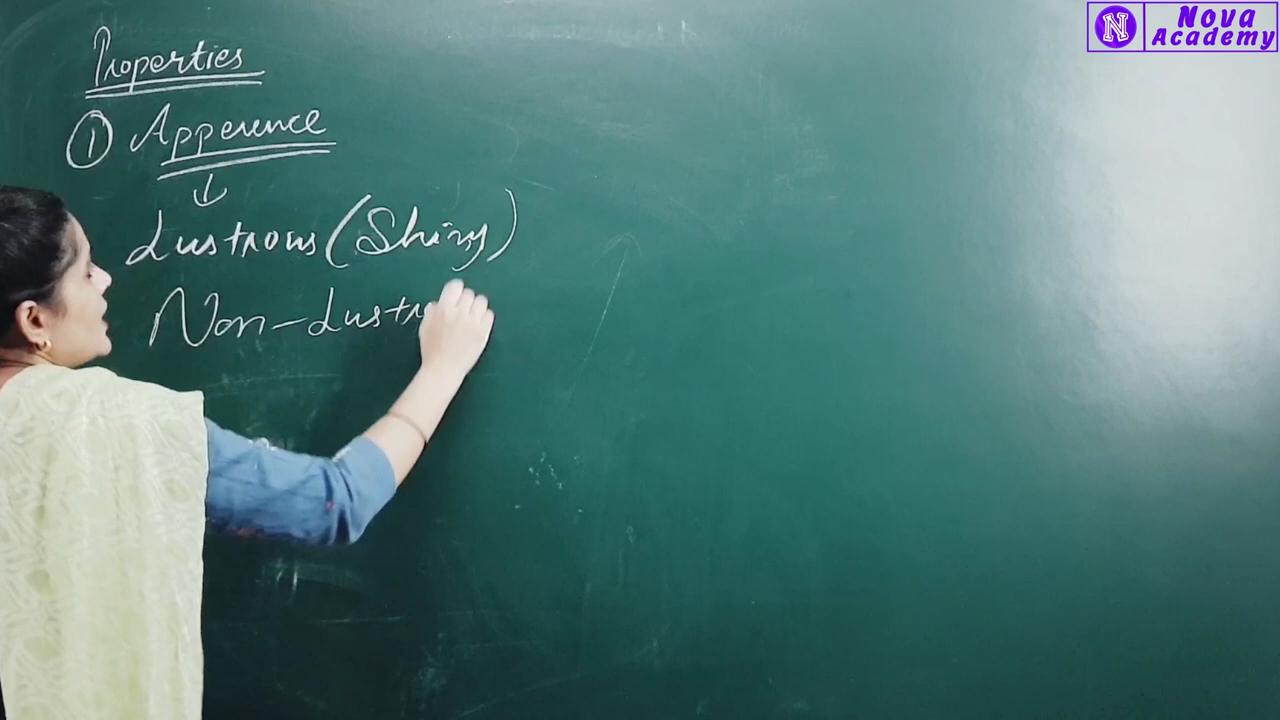 Nova
Academy
Properties
① Apperence
↓
Lustrous (Shiny)
Non-Lustr